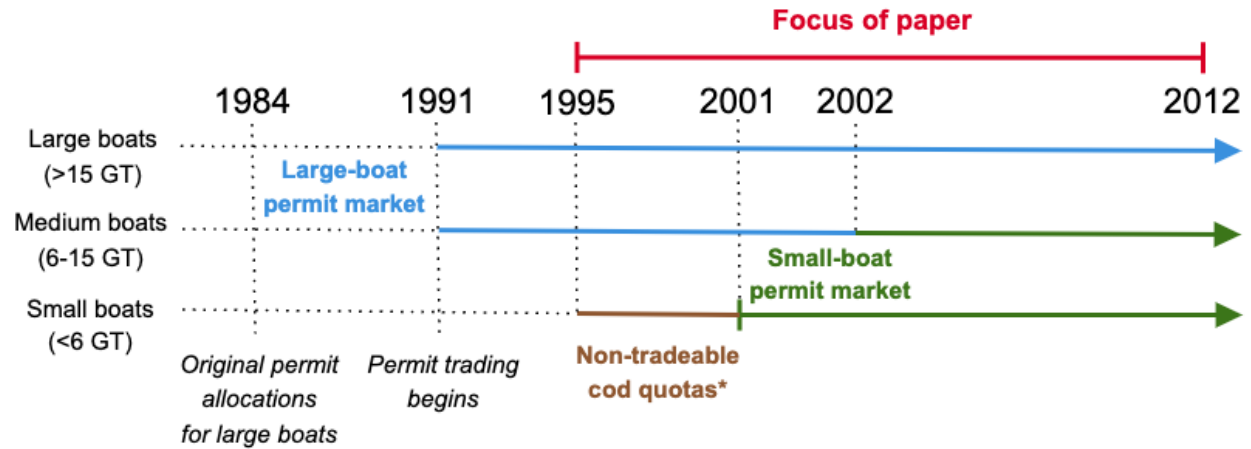 Focus of paper
1984 1991 1995 2001 2002 2012
Large boats
(>15 GT)
Large-boat
permit market
Medium boats
(6-15 GT)
Small-boat
permit market
Small boats
(<6 GT)
Non-tradeable
cod quotas*
Original permit
allocations
for large boats
Permit trading
begins